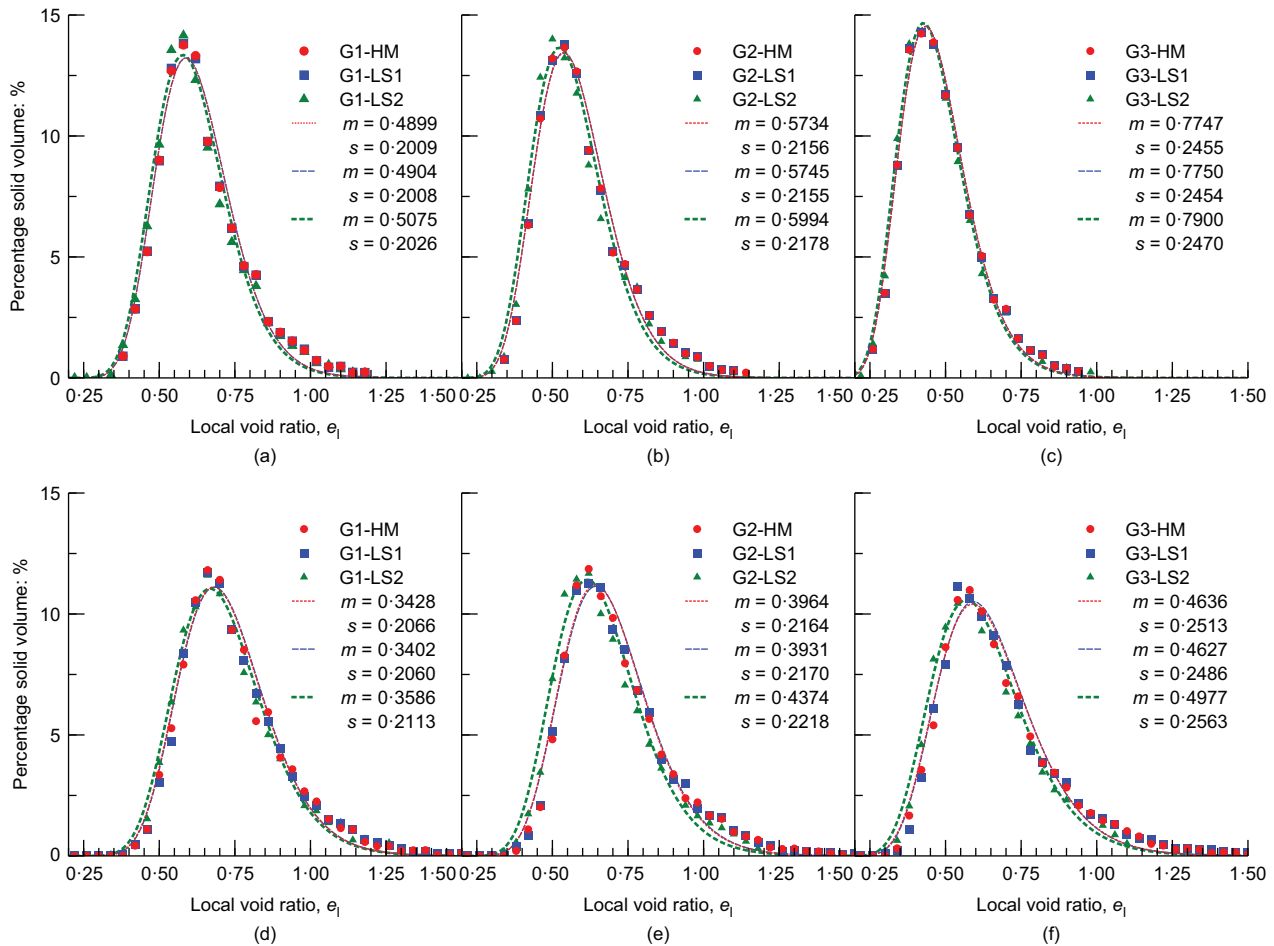 15
10
5
0
Percentage solid volume: %
G1-HM
G1-LS1
G1-LS2
m = 0·4899
s = 0·2009
m = 0·4904
s = 0·2008
m = 0·5075
s = 0·2026
0·25 0·50 0·75 1·00 1·25
Local void ratio, eₗ
(a)
G2-HM
G2-LS1
G2-LS2
m = 0·5734
s = 0·2156
m = 0·5745
s = 0·2155
m = 0·5994
s = 0·2178
0·25 0·50 0·75 1·00 1·25
Local void ratio, eₗ
(b)
G3-HM
G3-LS1
G3-LS2
m = 0·7747
s = 0·2455
m = 0·7750
s = 0·2454
m = 0·7900
s = 0·2470
0·25 0·50 0·75 1·00 1·25 1·50
Local void ratio, eₗ
(c)
15
10
5
0
Percentage solid volume: %
G1-HM
G1-LS1
G1-LS2
m = 0·3428
s = 0·2066
m = 0·3402
s = 0·2060
m = 0·3586
s = 0·2113
0·25 0·50 0·75 1·00 1·25
Local void ratio, eₗ
(d)
G2-HM
G2-LS1
G2-LS2
m = 0·3964
s = 0·2164
m = 0·3931
s = 0·2170
m = 0·4374
s = 0·2218
0·25 0·50 0·75 1·00 1·25 1·50
Local void ratio, eₗ
(e)
G3-HM
G3-LS1
G3-LS2
m = 0·4636
s = 0·2513
m = 0·4627
s = 0·2486
m = 0·4977
s = 0·2563
0·25 0·50 0·75 1·00 1·25 1·50
Local void ratio, eₗ
(f)